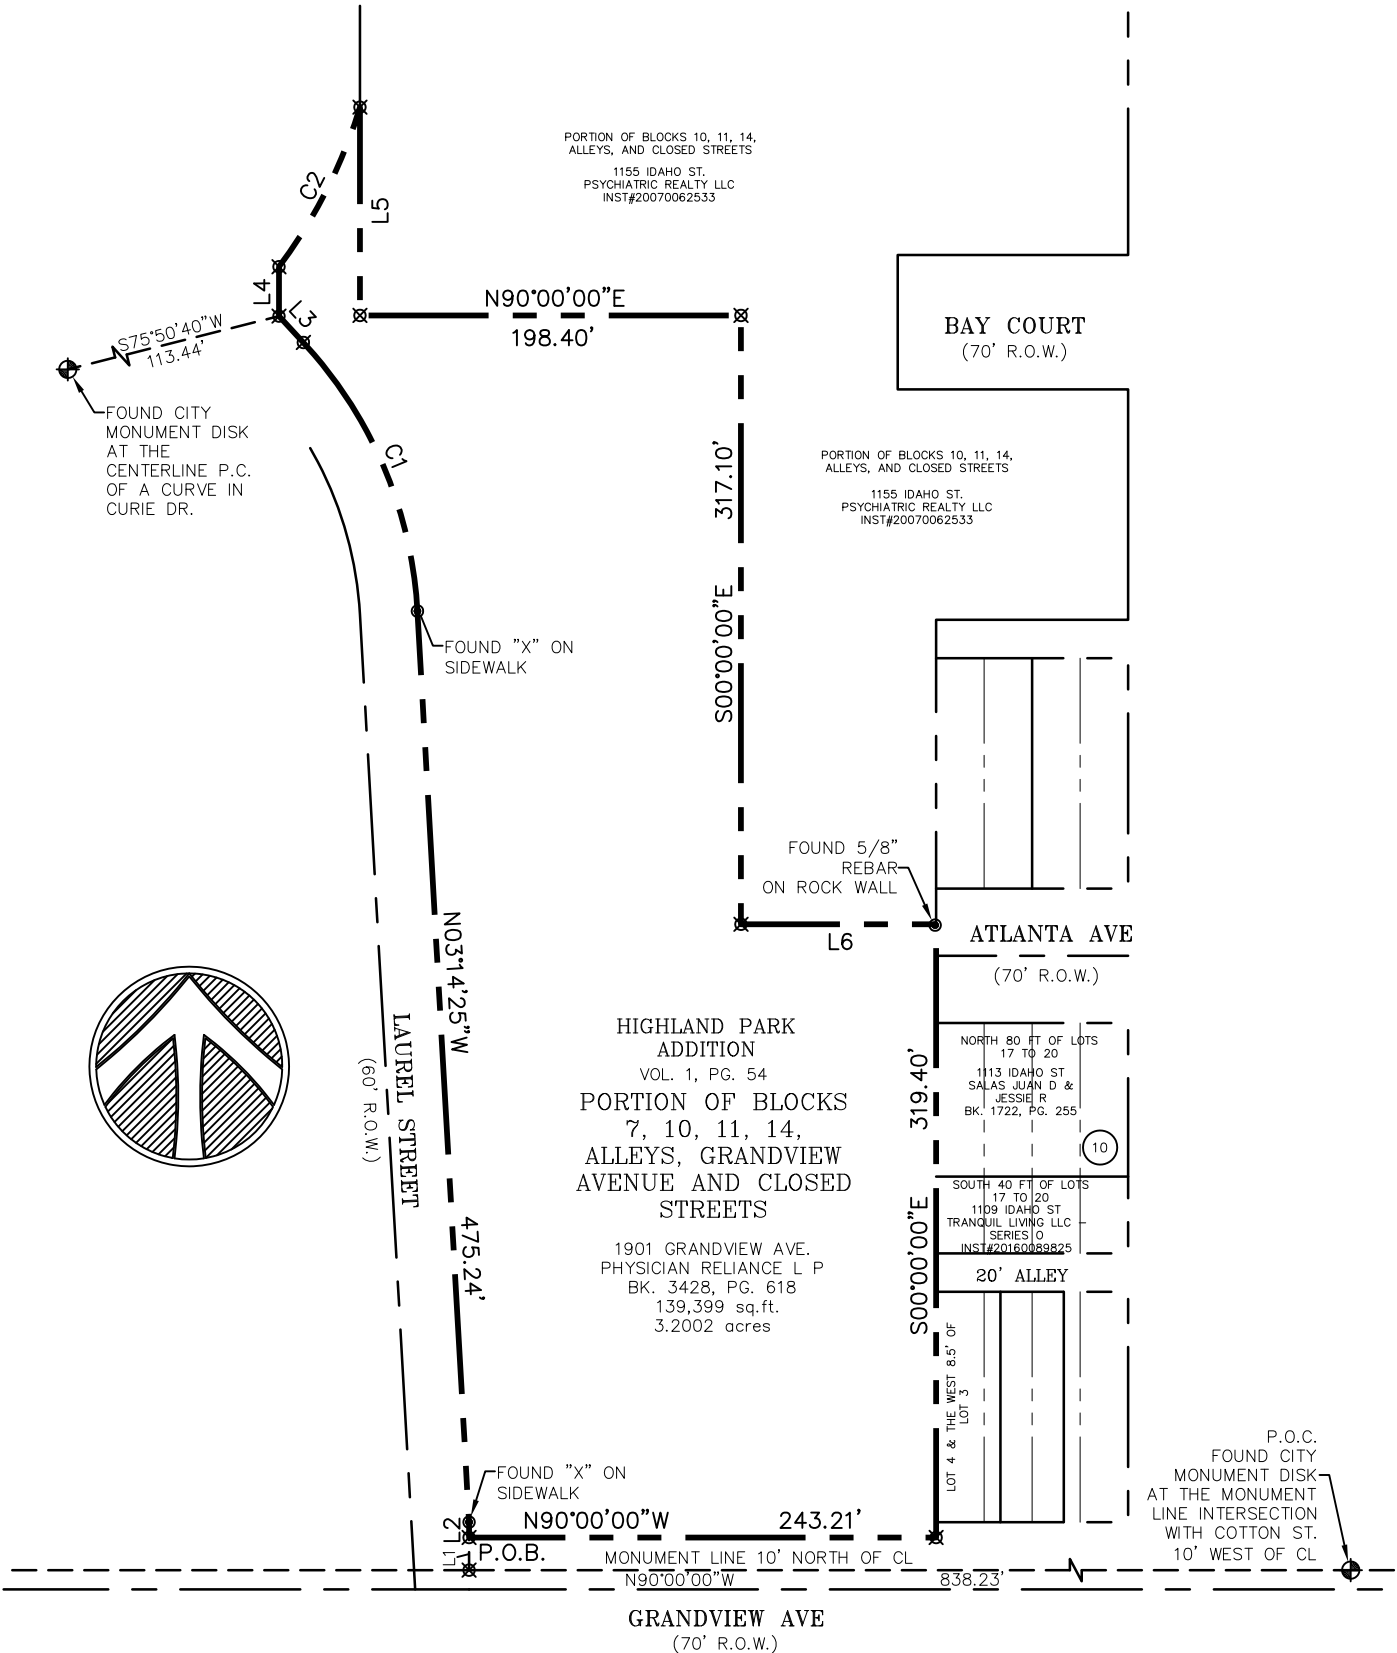 PORTION OF BLOCKS 10, 11, 14,
ALLEYS, AND CLOSED STREETS
1155 IDAHO ST.
PSYCHIATRIC REALTY LLC
INST#20070062533
C2
L5
L4
L3
N90°00'00"E
198.40'
S75°50'40"W
113.44'
BAY COURT
(70' R.O.W.)
FOUND CITY
MONUMENT DISK
AT THE
CENTERLINE P.C.
OF A CURVE IN
CURIE DR.
C1
317.10'
S00°00'00"E
PORTION OF BLOCKS 10, 11, 14,
ALLEYS, AND CLOSED STREETS
1155 IDAHO ST.
PSYCHIATRIC REALTY LLC
INST#20070062533
FOUND "X" ON
SIDEWALK
FOUND 5/8"
REBAR
ON ROCK WALL
L6
ATLANTA AVE
(70' R.O.W.)
N03°14'25"W
475.24'
LAUREL STREET
(60' R.O.W.)
HIGHLAND PARK
ADDITION
VOL. 1, PG. 54
PORTION OF BLOCKS
7, 10, 11, 14,
ALLEYS, GRANDVIEW
AVENUE AND CLOSED
STREETS
1901 GRANDVIEW AVE.
PHYSICIAN RELIANCE L P
BK. 3428, PG. 618
139,399 sq.ft.
3.2002 acres
319.40'
S00°00'00"E
NORTH 80 FT OF LOTS
17 TO 20
1113 IDAHO ST
SALAS JUAN D &
JESSIE R
BK. 1722, PG. 255
10
SOUTH 40 FT OF LOTS
17 TO 20
1109 IDAHO ST
TRANQUIL LIVING LLC –
SERIES O
INST#20160089825
20' ALLEY
LOT 4 & THE WEST 8.5' OF
LOT 3
P.O.C.
FOUND CITY
MONUMENT DISK
AT THE MONUMENT
LINE INTERSECTION
WITH COTTON ST.
10' WEST OF CL
FOUND "X" ON
SIDEWALK
L2
L1
N90°00'00"W
243.21'
P.O.B.
MONUMENT LINE 10' NORTH OF CL
N90°00'00"W
838.23'
GRANDVIEW AVE
(70' R.O.W.)